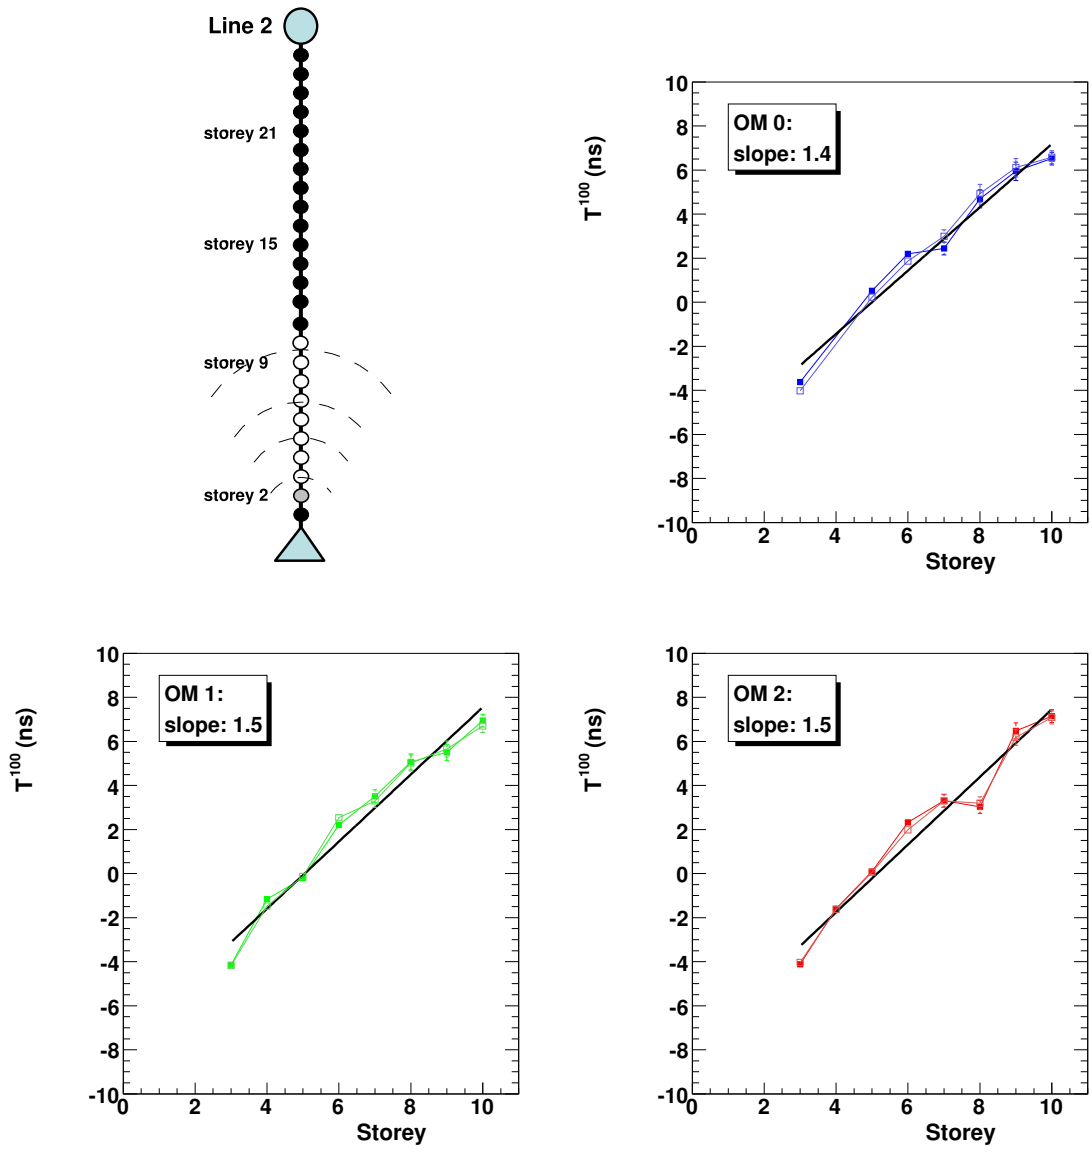 Line 2
storey 21
storey 15
storey 9
storey 2
OM 0:
slope: 1.4
T^100 (ns)
10
8
6
4
2
0
-2
-4
-6
-8
-10
0 2 4 6 8 10
Storey
OM 1:
slope: 1.5
T^100 (ns)
10
8
6
4
2
0
-2
-4
-6
-8
-10
0 2 4 6 8 10
Storey
OM 2:
slope: 1.5
T^100 (ns)
10
8
6
4
2
0
-2
-4
-6
-8
-10
0 2 4 6 8 10
Storey